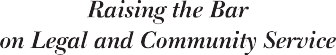 Raising the Bar
on Legal and Community Service